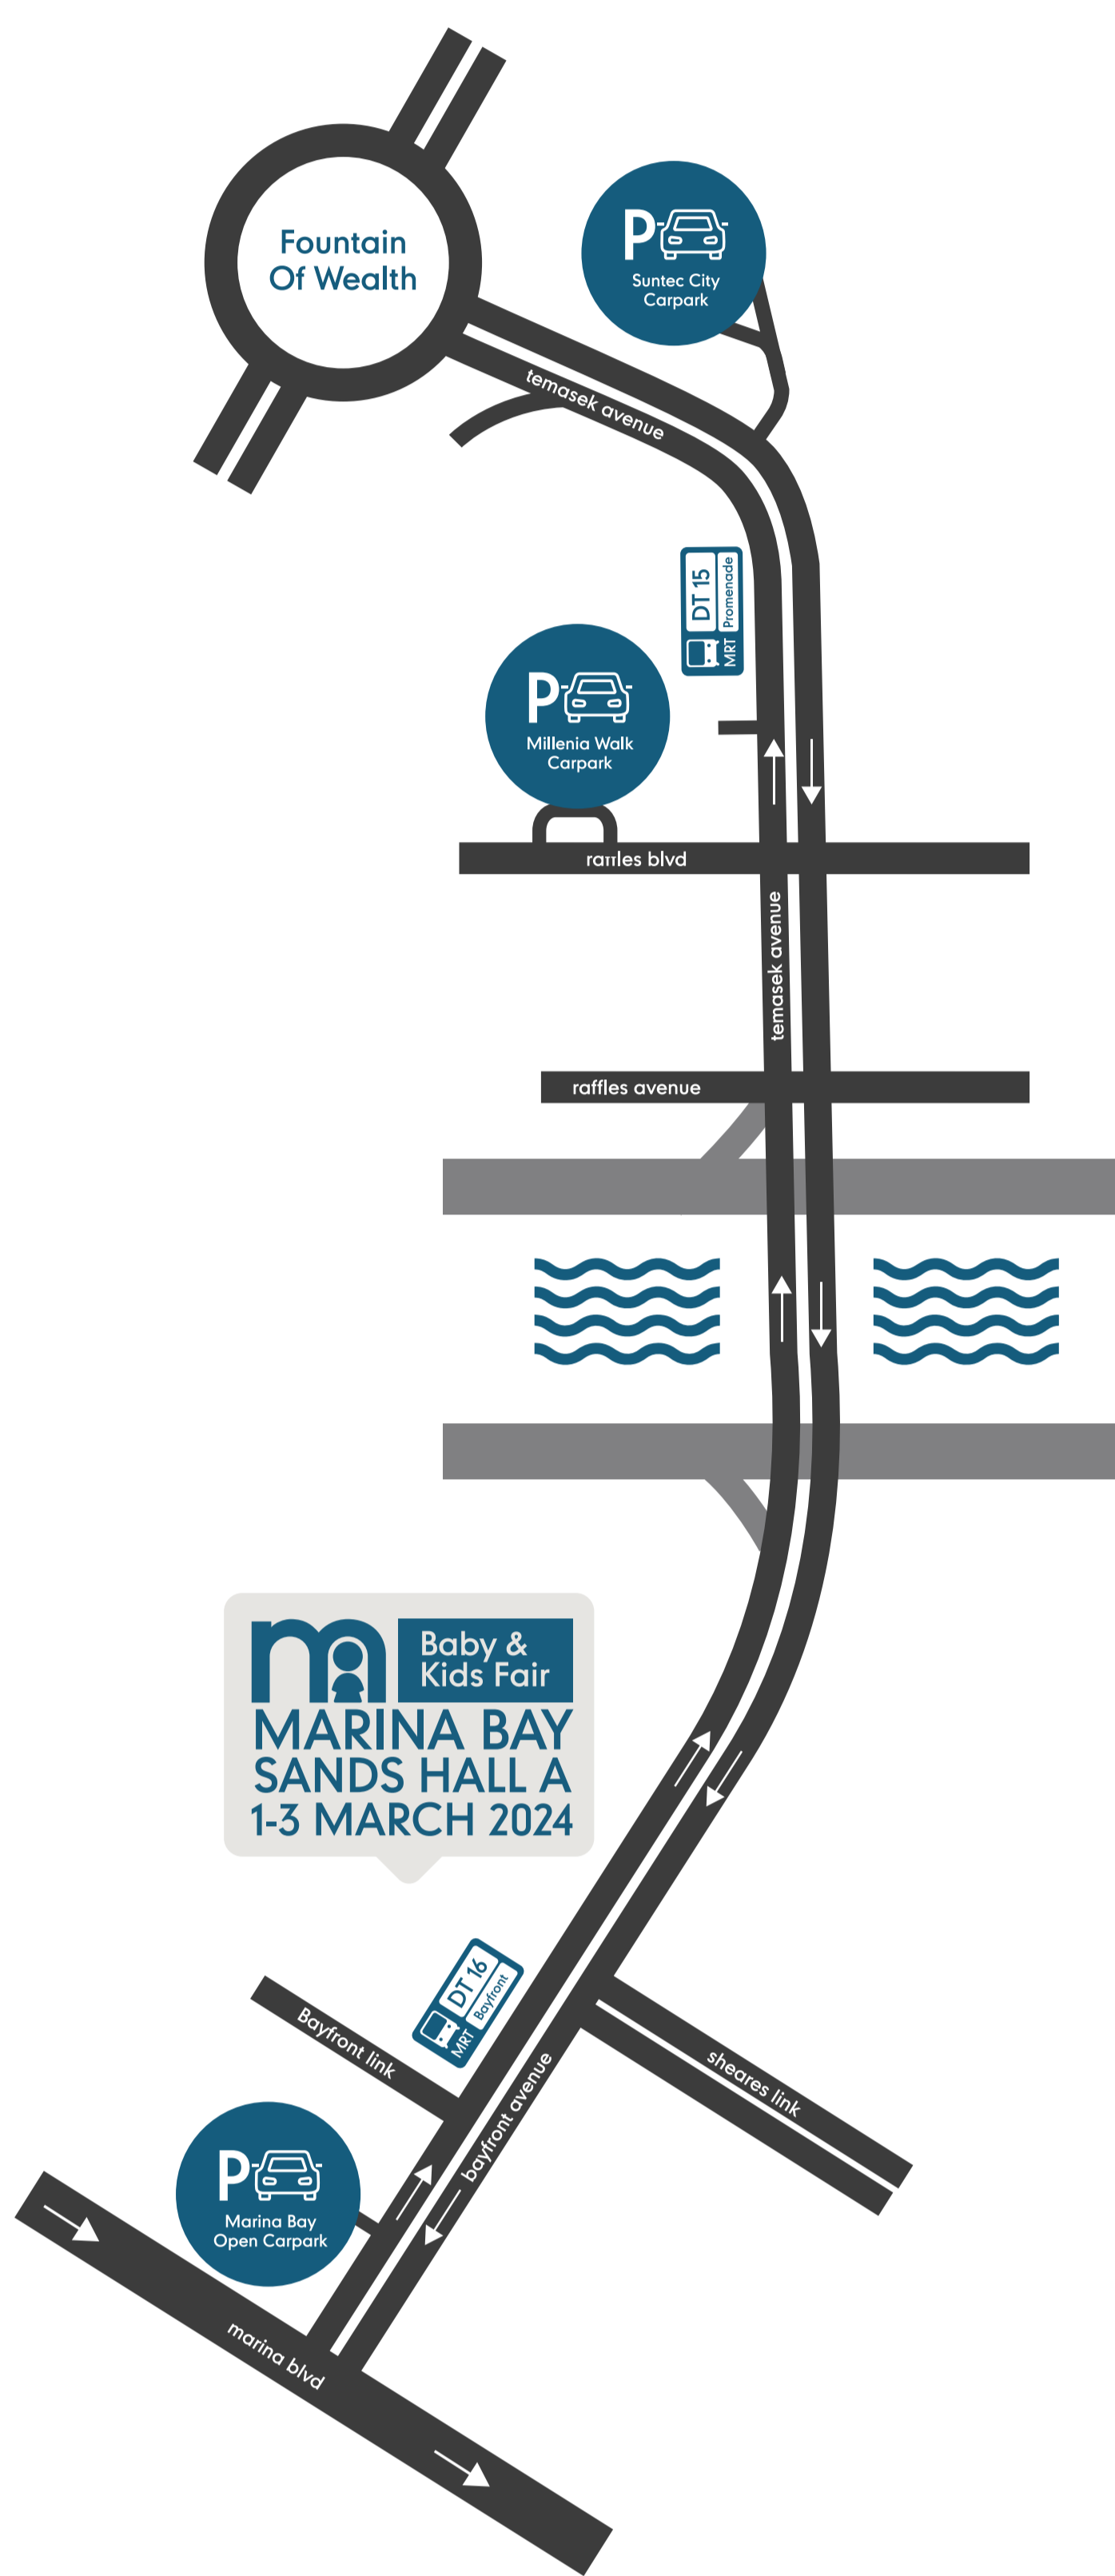 Fountain
Of Wealth
P
Suntec City
Carpark
temasek avenue
DT 15
Promenade
MRT
P
Millenia Walk
Carpark
raffles blvd
temasek avenue
raffles avenue
m
Baby &
Kids Fair
MARINA BAY
SANDS HALL A
1-3 MARCH 2024
DT 16
Bayfront
MRT
Bayfront link
sheares link
bayfront avenue
P
Marina Bay
Open Carpark
marina blvd